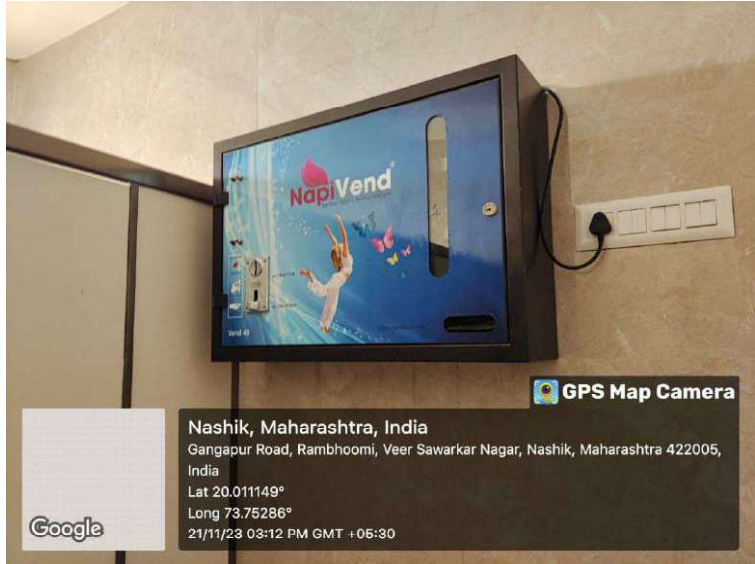 NapiVend
Vend 40
GPS Map Camera
Google
Nashik, Maharashtra, India
Gangapur Road, Rambhoomi, Veer Sawarkar Nagar, Nashik, Maharashtra 422005,
India
Lat 20.011149°
Long 73.75286°
21/11/23 03:12 PM GMT +05:30